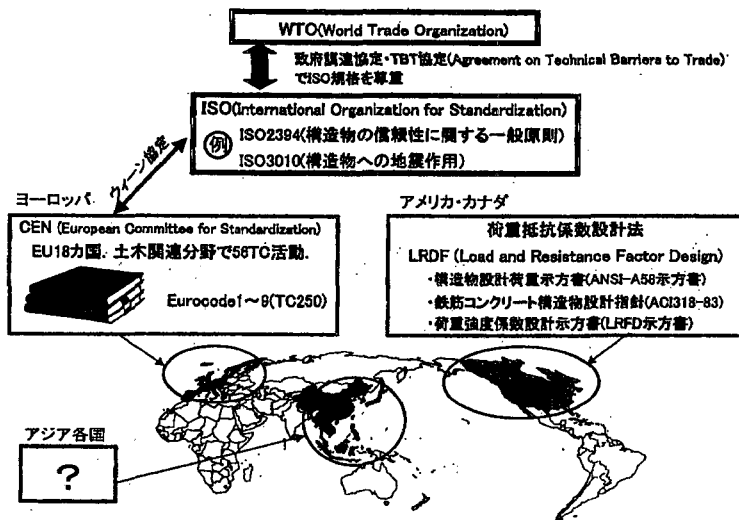 WTO(World Trade Organization)
政府調達協定・TBT協定(Agreement on Technical Barriers to Trade)
でISO規格を尊重
ISO(International Organization for Standardization)
例
ISO2394(構造物の信頼性に関する一般原則)
ISO3010(構造物への地震作用)
ウィーン協定
ヨーロッパ
CEN (European Committee for Standardization)
EU18カ国. 土木関連分野で56TC活動.
Eurocode1～9(TC250)
アメリカ・カナダ
荷重抵抗係数設計法
LRDF (Load and Resistance Factor Design)
・構造物設計荷重示方書(ANSI-A58示方書)
・鉄筋コンクリート構造物設計指針(ACI318-83)
・荷重強度係数設計示方書(LRFD示方書)
アジア各国
?